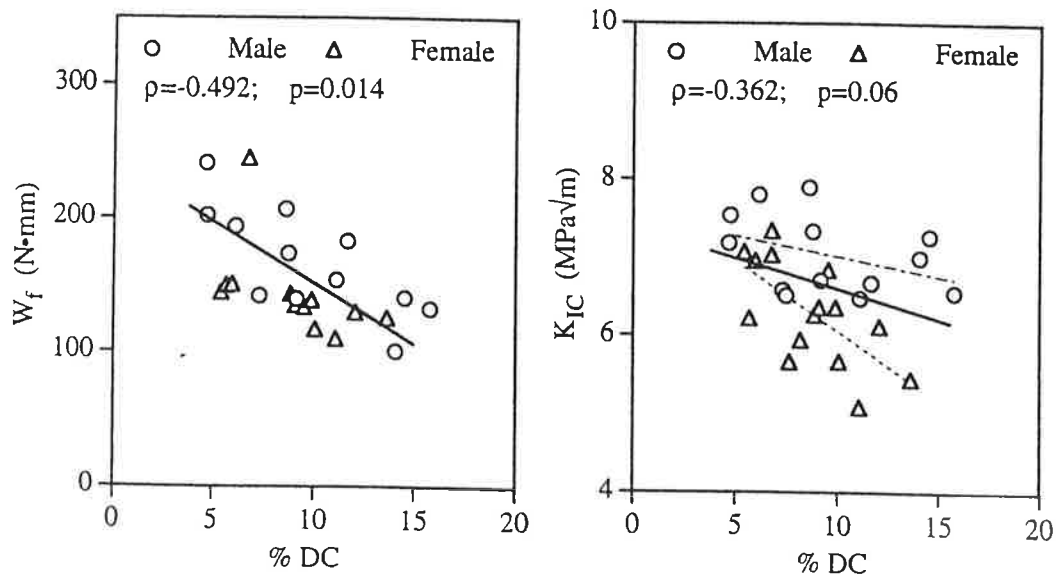 Male Female
ρ=-0.492; p=0.014
300
200
100
0
W_f (N•mm)
0 5 10 15 20
% DC
Male Female
ρ=-0.362; p=0.06
10
8
6
4
K_IC (MPa√m)
0 5 10 15 20
% DC